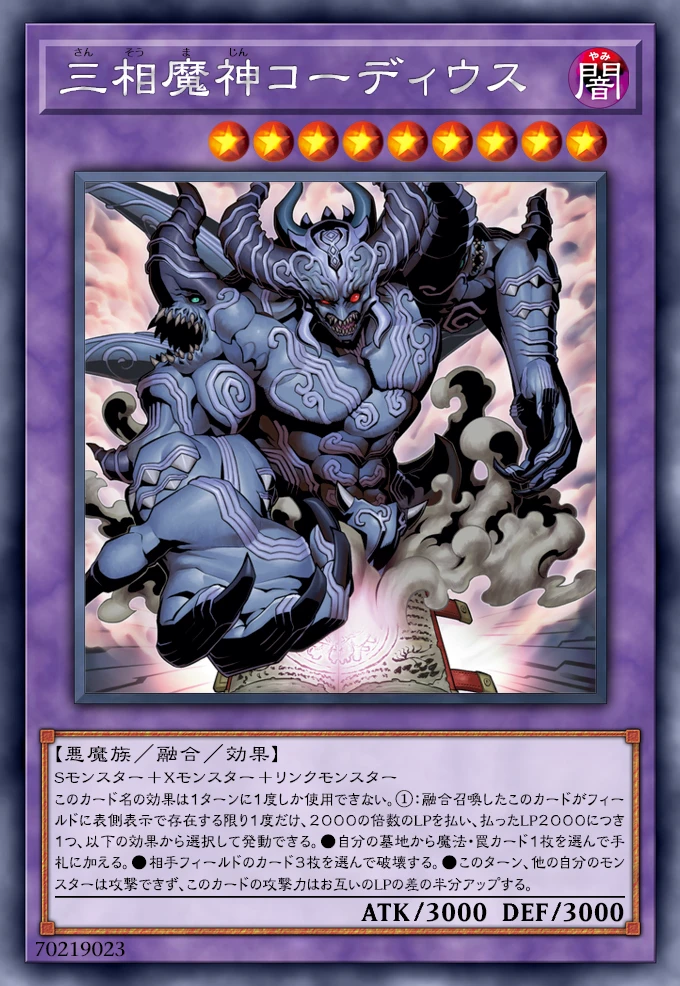 さん そう ま じん
三相魔神コーディウス
やみ
闇
【悪魔族／融合／効果】
Sモンスター＋Xモンスター＋リンクモンスター
このカード名の効果は1ターンに1度しか使用できない。①：融合召喚したこのカードがフィー
ルドに表側表示で存在する限り1度だけ、2000の倍数のLPを払い、払ったLP2000につき
1つ、以下の効果から選択して発動できる。●自分の墓地から魔法・罠カード1枚を選んで手
札に加える。●相手フィールドのカード3枚を選んで破壊する。●このターン、他の自分のモン
スターは攻撃できず、このカードの攻撃力はお互いのLPの差の半分アップする。
ATK/3000 DEF/3000
70219023